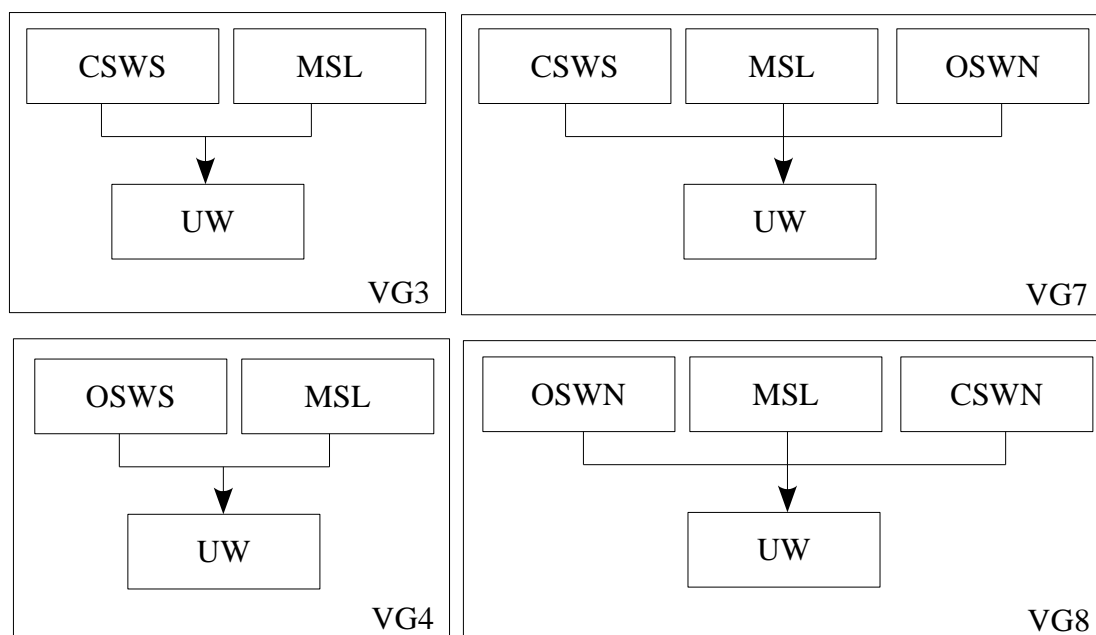 CSWS MSL
UW
VG3
CSWS MSL OSWN
UW
VG7
OSWS MSL
UW
VG4
OSWN MSL CSWN
UW
VG8